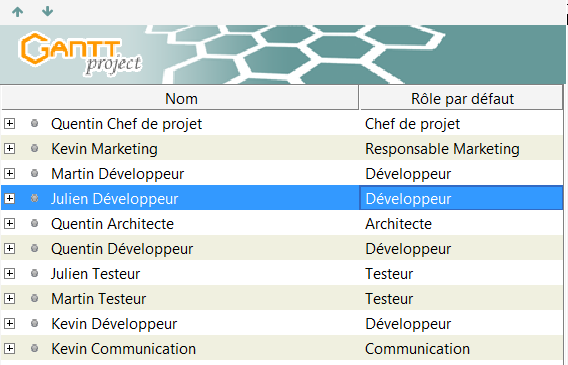 GANTT
project
Nom Rôle par défaut
Quentin Chef de projet Chef de projet
Kevin Marketing Responsable Marketing
Martin Développeur Développeur
Julien Développeur Développeur
Quentin Architecte Architecte
Quentin Développeur Développeur
Julien Testeur Testeur
Martin Testeur Testeur
Kevin Développeur Développeur
Kevin Communication Communication